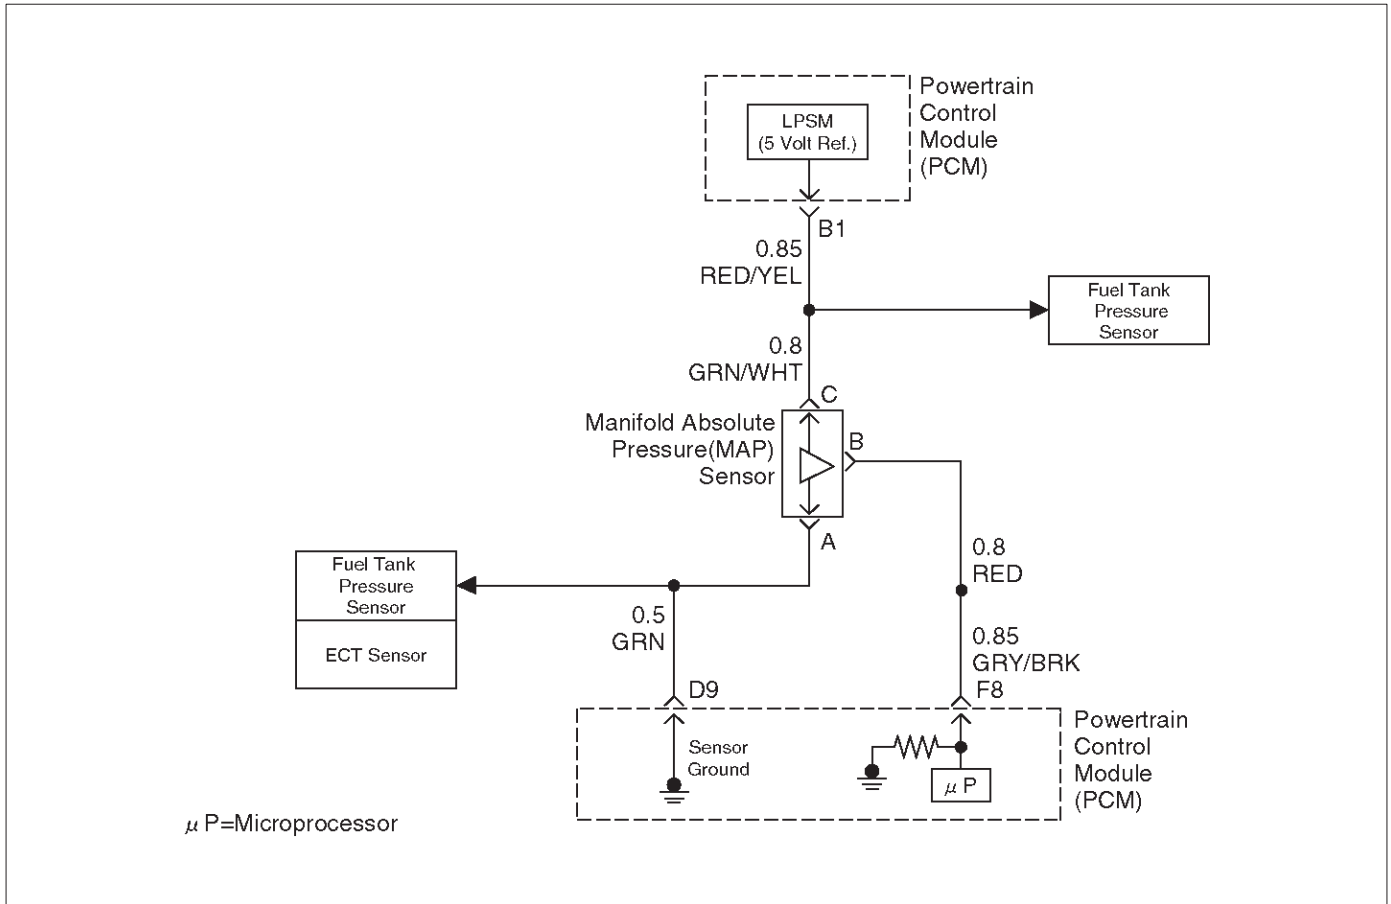 Powertrain
Control
Module
(PCM)
LPSM
(5 Volt Ref.)
B1
0.85
RED/YEL
Fuel Tank
Pressure
Sensor
0.8
GRN/WHT
C
Manifold Absolute
Pressure(MAP)
Sensor
B
A
0.8
RED
Fuel Tank
Pressure
Sensor
ECT Sensor
0.5
GRN
0.85
GRY/BRK
D9
F8
Powertrain
Control
Module
(PCM)
Sensor
Ground
μ P
μ P=Microprocessor